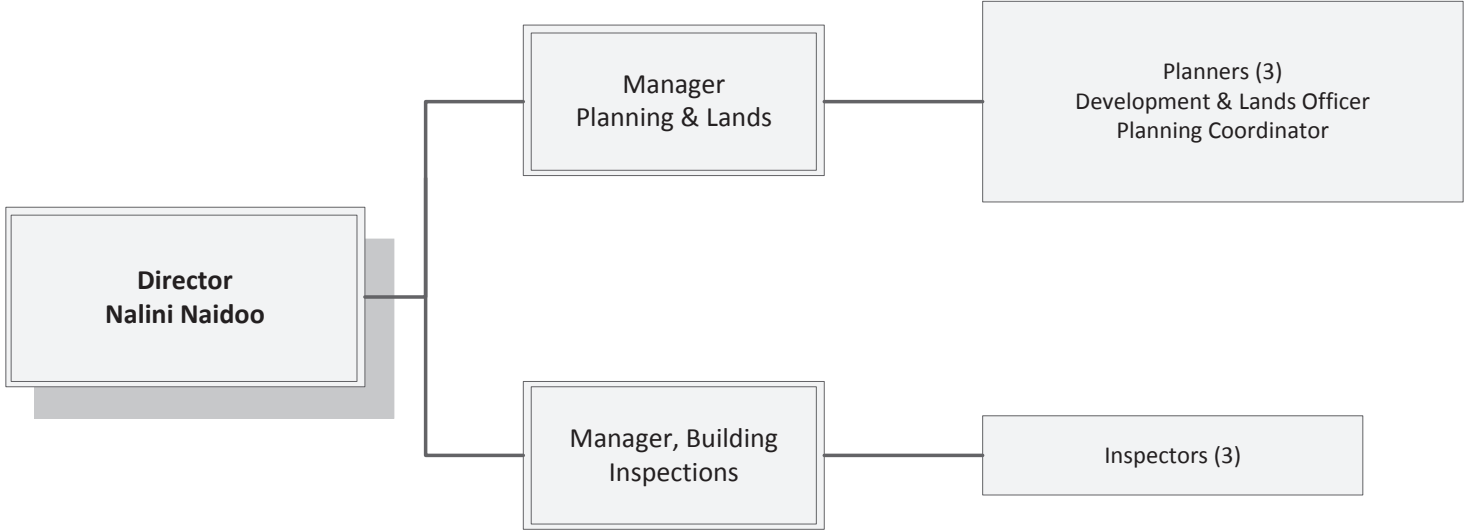 Manager
Planning & Lands
Planners (3)
Development & Lands Officer
Planning Coordinator
Director
Nalini Naidoo
Manager, Building
Inspections
Inspectors (3)